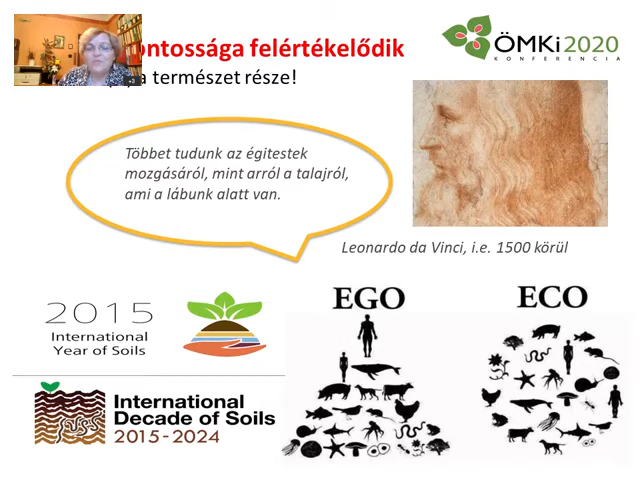 ontossága felértékelődik
a természet része!
ÖMKi2020
KONFERENCIA
+3
Többet tudunk az égitestek
mozgásáról, mint arról a talajról,
ami a lábunk alatt van.
Leonardo da Vinci, i.e. 1500 körül
2015
International
Year of Soils
International
Decade of Soils
2015-2024
EGO
ECO